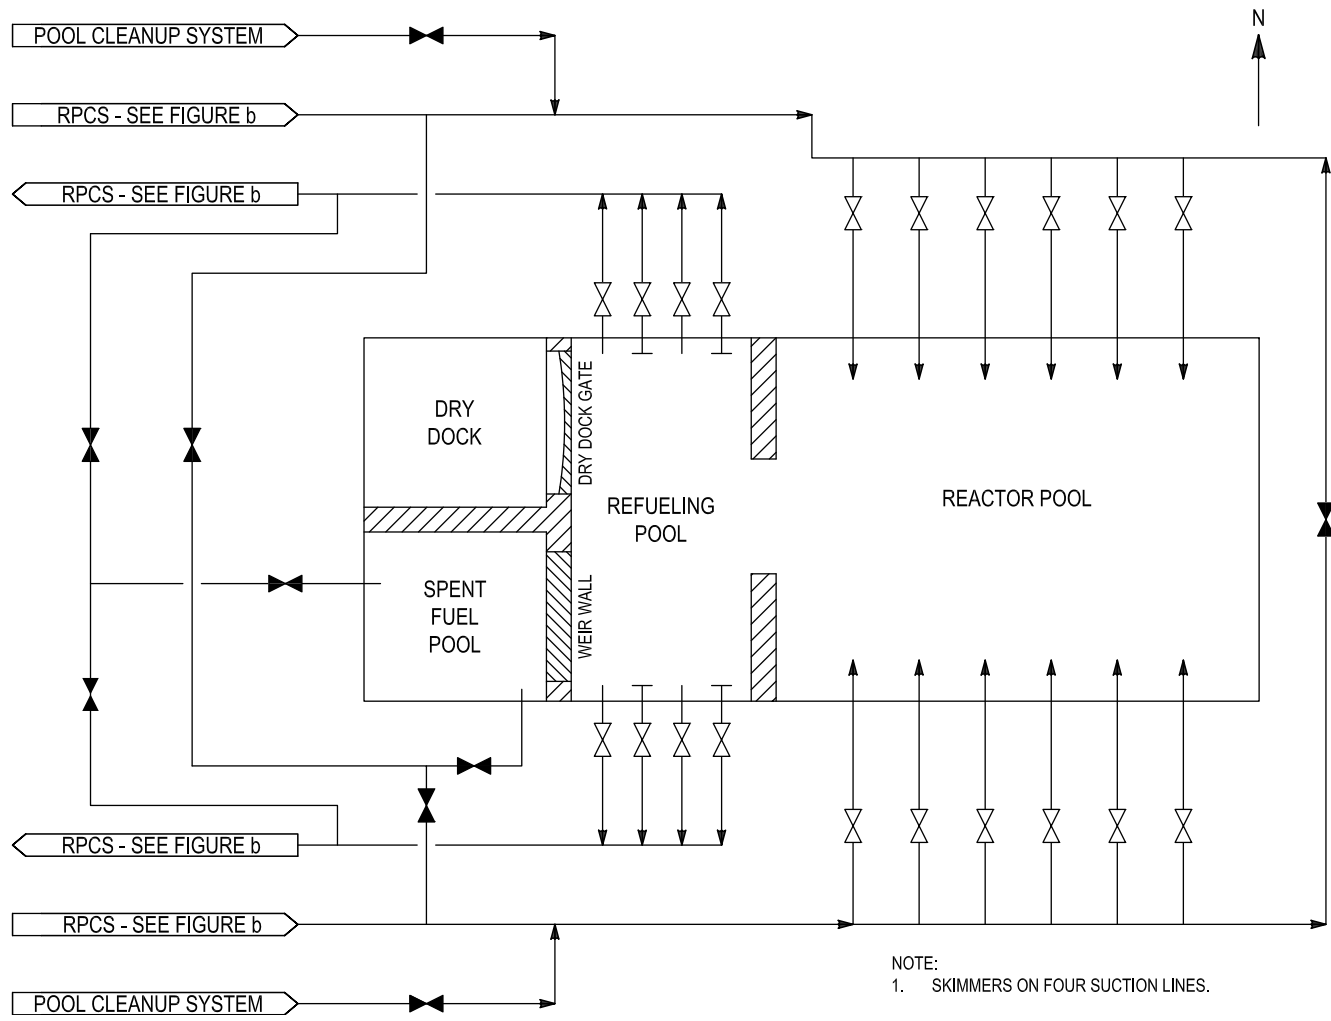 POOL CLEANUP SYSTEM
N
RPCS - SEE FIGURE b
RPCS - SEE FIGURE b
DRY
DOCK
DRY DOCK GATE
REFUELING
POOL
REACTOR POOL
SPENT
FUEL
POOL
WEIR WALL
RPCS - SEE FIGURE b
RPCS - SEE FIGURE b
POOL CLEANUP SYSTEM
NOTE:
1. SKIMMERS ON FOUR SUCTION LINES.